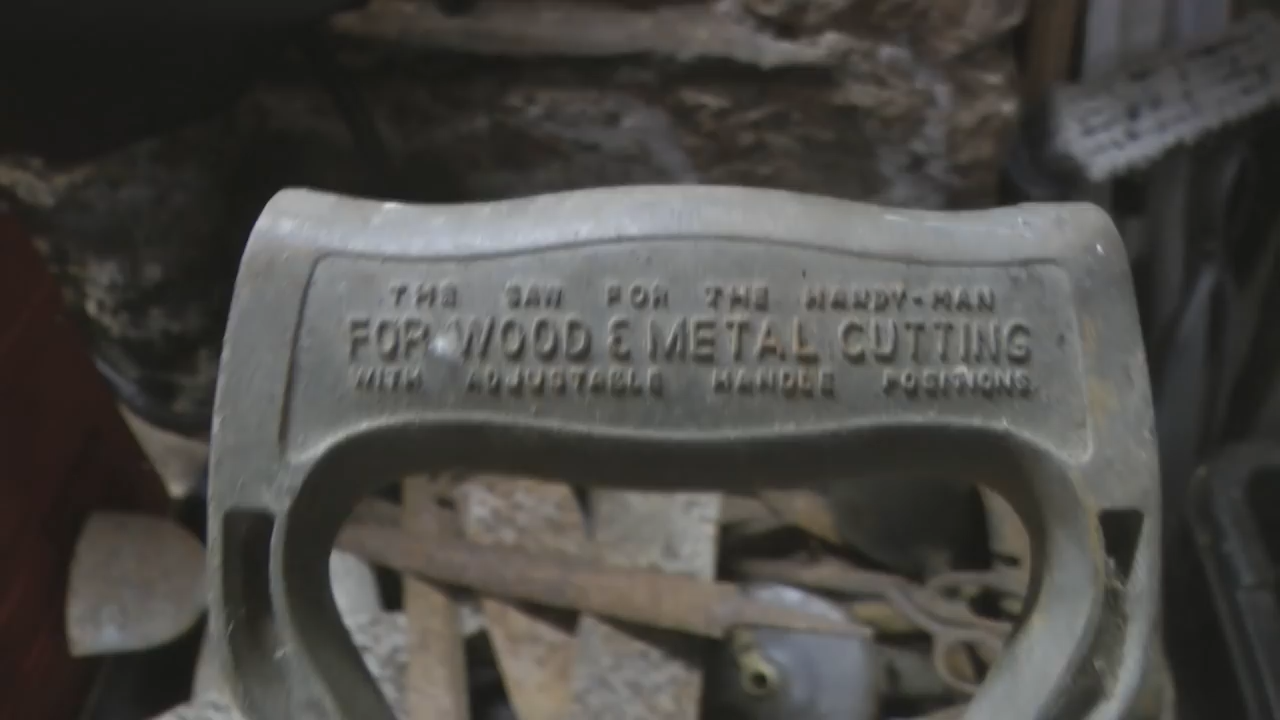 THE SAW FOR THE HANDY-MAN
FOR WOOD & METAL CUTTING
WITH ADJUSTABLE HANDLE POSITIONS.